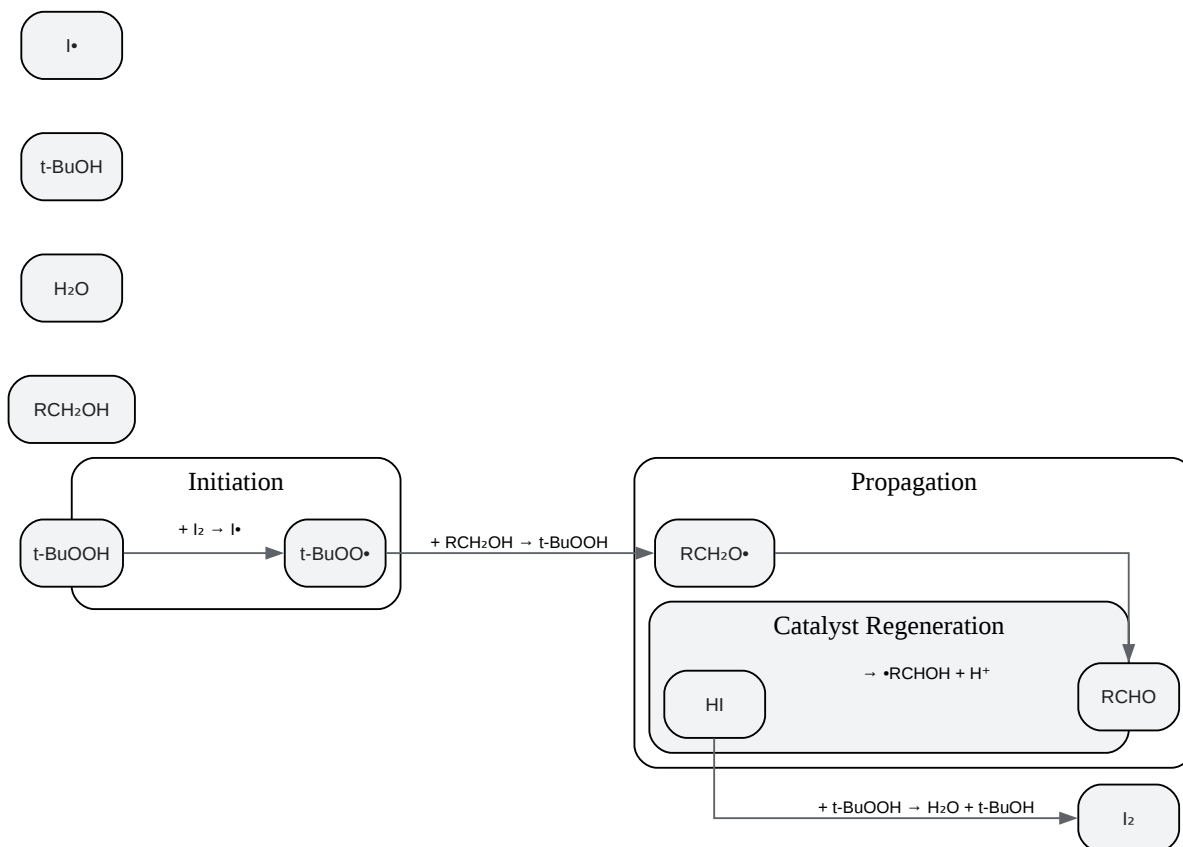 I•
t-BuOH
H₂O
RCH₂OH
Initiation
Propagation
+ I₂ → I•
t-BuOOH
t-BuOO•
+ RCH₂OH → t-BuOOH
RCH₂O•
Catalyst Regeneration
→ •RCHOH + H⁺
HI
RCHO
+ t-BuOOH → H₂O + t-BuOH
I₂